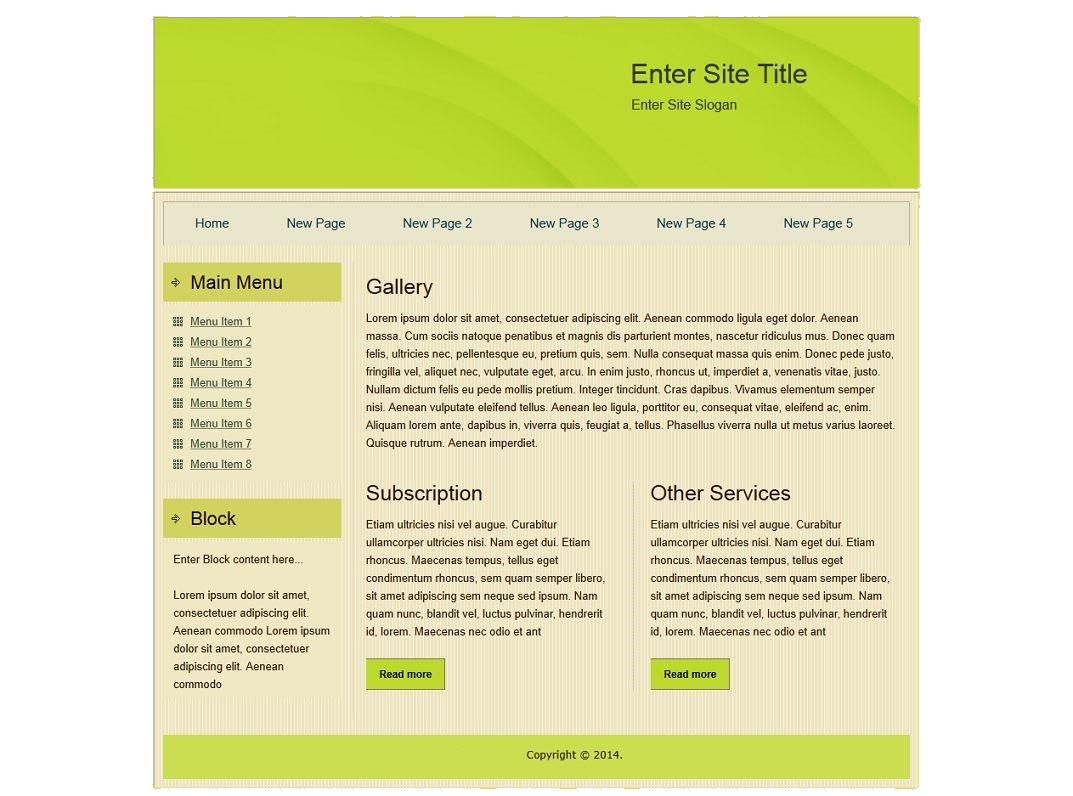 Enter Site Title
Enter Site Slogan
Home New Page New Page 2 New Page 3 New Page 4 New Page 5
Main Menu
Menu Item 1
Menu Item 2
Menu Item 3
Menu Item 4
Menu Item 5
Menu Item 6
Menu Item 7
Menu Item 8
Block
Enter Block content here...
Lorem ipsum dolor sit amet,
consectetuer adipiscing elit.
Aenean commodo Lorem ipsum
dolor sit amet, consectetuer
adipiscing elit. Aenean
commodo
Gallery
Lorem ipsum dolor sit amet, consectetuer adipiscing elit. Aenean commodo ligula eget dolor. Aenean
massa. Cum sociis natoque penatibus et magnis dis parturient montes, nascetur ridiculus mus. Donec quam
felis, ultricies nec, pellentesque eu, pretium quis, sem. Nulla consequat massa quis enim. Donec pede justo,
fringilla vel, aliquet nec, vulputate eget, arcu. In enim justo, rhoncus ut, imperdiet a, venenatis vitae, justo.
Nullam dictum felis eu pede mollis pretium. Integer tincidunt. Cras dapibus. Vivamus elementum semper
nisi. Aenean vulputate eleifend tellus. Aenean leo ligula, porttitor eu, consequat vitae, eleifend ac, enim.
Aliquam lorem ante, dapibus in, viverra quis, feugiat a, tellus. Phasellus viverra nulla ut metus varius laoreet.
Quisque rutrum. Aenean imperdiet.
Subscription
Etiam ultricies nisi vel augue. Curabitur
ullamcorper ultricies nisi. Nam eget dui. Etiam
rhoncus. Maecenas tempus, tellus eget
condimentum rhoncus, sem quam semper libero,
sit amet adipiscing sem neque sed ipsum. Nam
quam nunc, blandit vel, luctus pulvinar, hendrerit
id, lorem. Maecenas nec odio et ant
Read more
Other Services
Etiam ultricies nisi vel augue. Curabitur
ullamcorper ultricies nisi. Nam eget dui. Etiam
rhoncus. Maecenas tempus, tellus eget
condimentum rhoncus, sem quam semper libero,
sit amet adipiscing sem neque sed ipsum. Nam
quam nunc, blandit vel, luctus pulvinar, hendrerit
id, lorem. Maecenas nec odio et ant
Read more
Copyright © 2014.